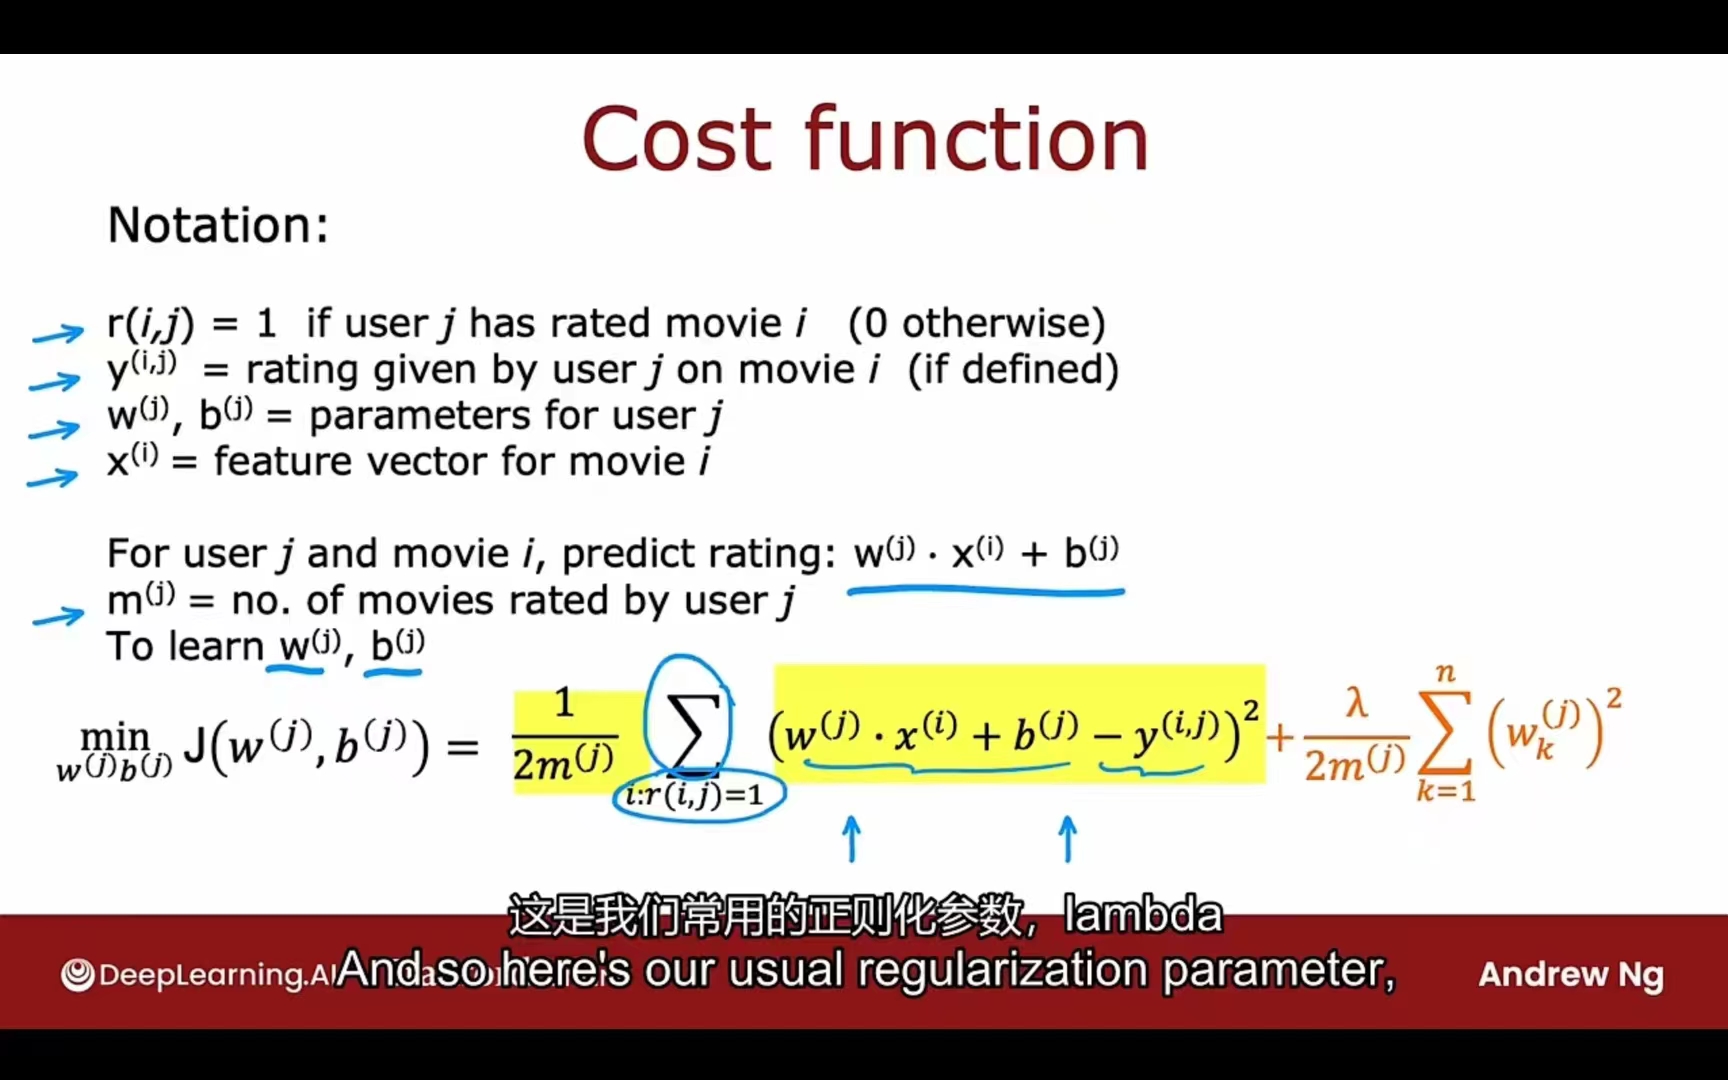 Cost function
Notation:
r(i,j) = 1 if user j has rated movie i (0 otherwise)
y^(i,j) = rating given by user j on movie i (if defined)
w^(j), b^(j) = parameters for user j
x^(i) = feature vector for movie i
For user j and movie i, predict rating: w^(j) · x^(i) + b^(j)
m^(j) = no. of movies rated by user j
To learn w^(j), b^(j)
min_{w^(j)b^(j)} J(w^(j), b^(j)) = \frac{1}{2m^(j)} \sum_{i:r(i,j)=1} (w^(j) · x^(i) + b^(j) − y^(i,j))^2 + \frac{λ}{2m^(j)} \sum_{k=1}^{n} (w_k^(j))^2
这是我们常用的正则化参数，lambda
And so here's our usual regularization parameter,
DeepLearning.AI
Andrew Ng